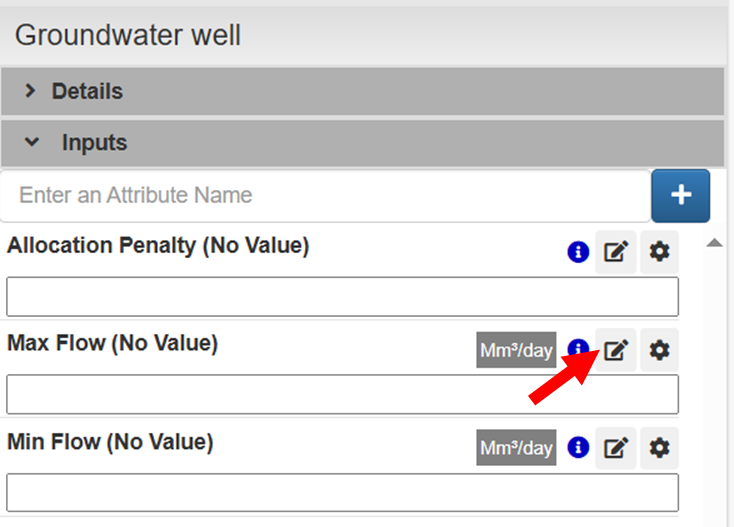 Groundwater well
Details
Inputs
Enter an Attribute Name
Allocation Penalty (No Value)
Max Flow (No Value) Mm³/day
Min Flow (No Value) Mm³/day